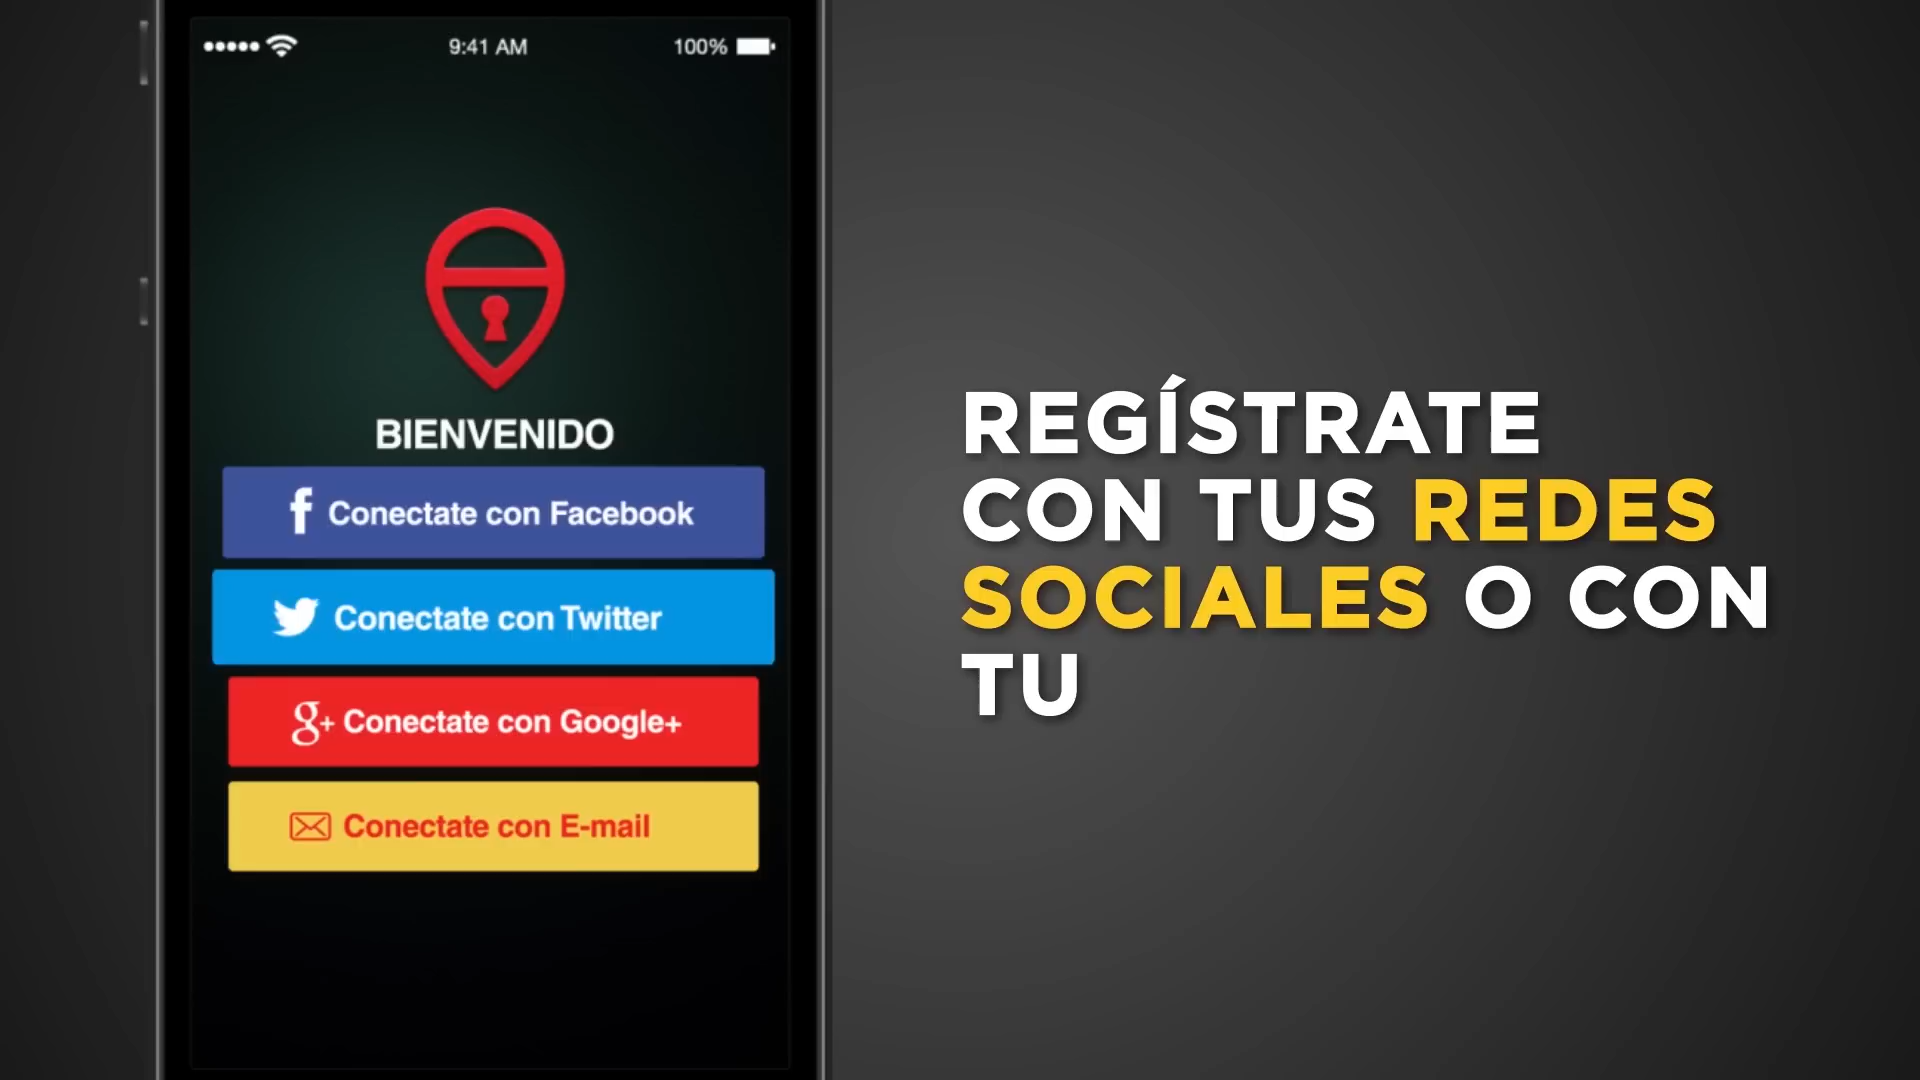 9:41 AM
100%
BIENVENIDO
f Conectate con Facebook
Conectate con Twitter
g+ Conectate con Google+
Conectate con E-mail
REGÍSTRATE
CON TUS REDES
SOCIALES O CON
TU